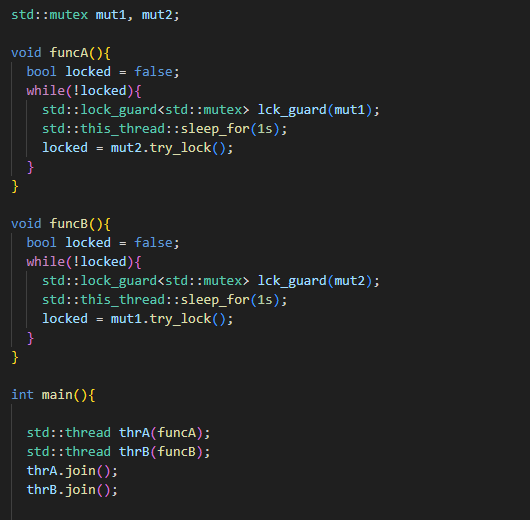 std::mutex mut1, mut2;
void funcA(){
bool locked = false;
while(!locked){
std::lock_guard<std::mutex> lck_guard(mut1);
std::this_thread::sleep_for(1s);
locked = mut2.try_lock();
}
}
void funcB(){
bool locked = false;
while(!locked){
std::lock_guard<std::mutex> lck_guard(mut2);
std::this_thread::sleep_for(1s);
locked = mut1.try_lock();
}
}
int main(){
std::thread thrA(funcA);
std::thread thrB(funcB);
thrA.join();
thrB.join();